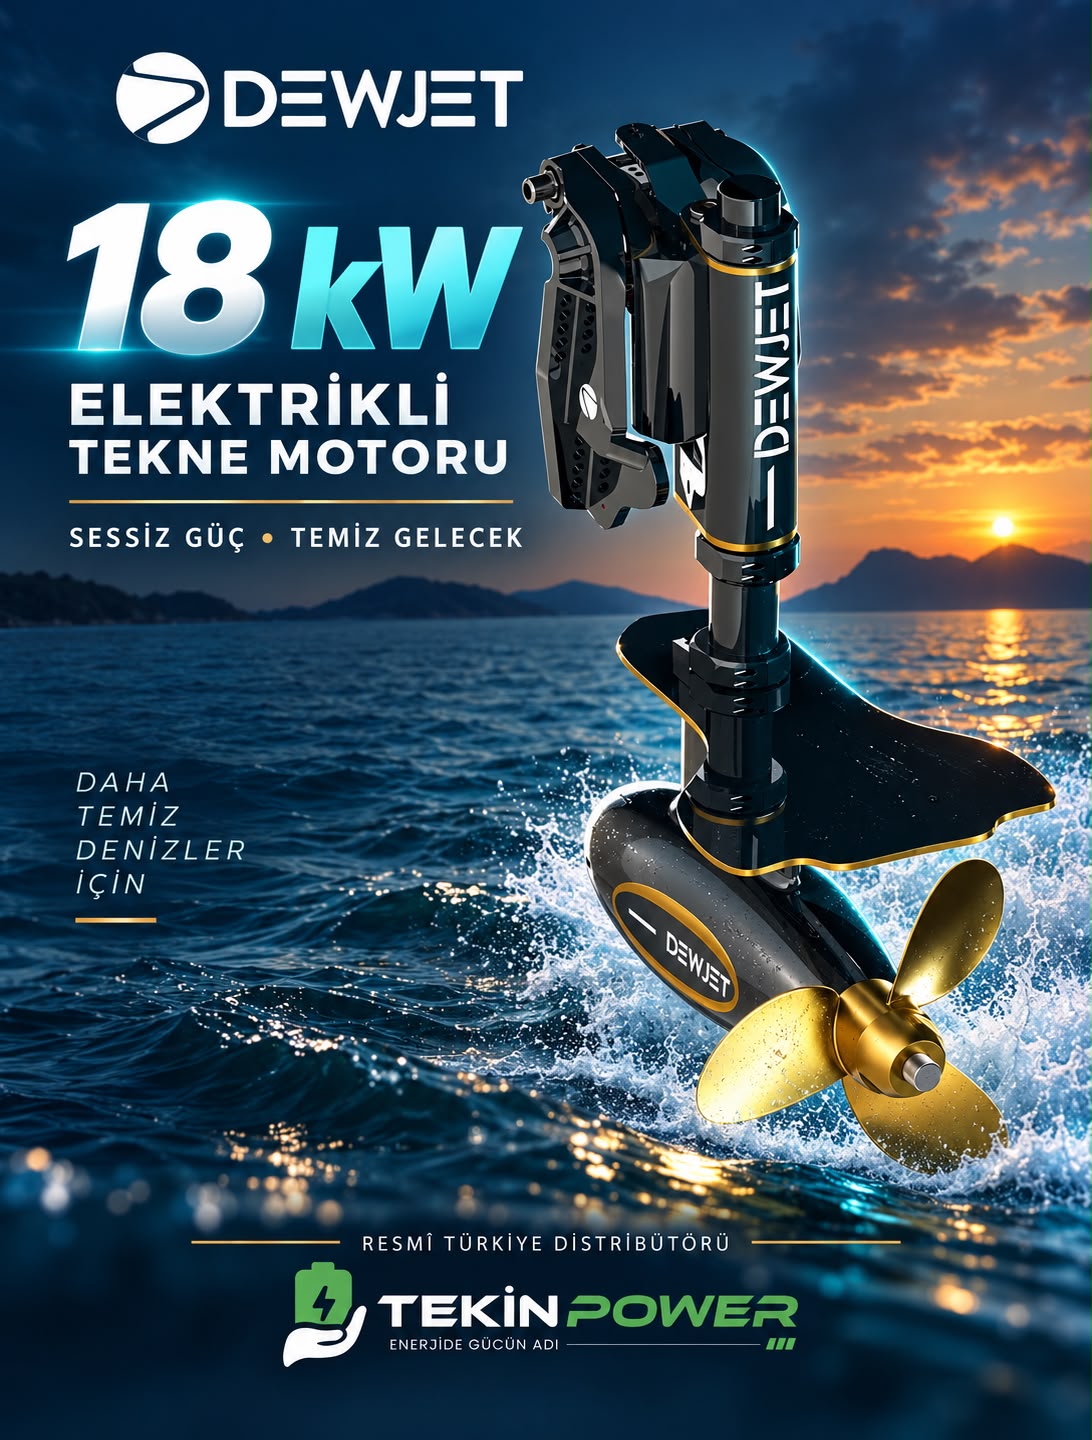 DEWJET
18 kW
ELEKTRİKLİ
TEKNE MOTORU
SESSİZ GÜÇ • TEMİZ GELECEK
DEWJET
DAHA
TEMİZ
DENİZLER
İÇİN
DEWJET
RESMÎ TÜRKİYE DİSTRİBÜTÖRÜ
TEKİN POWER
ENERJİDE GÜCÜN ADI